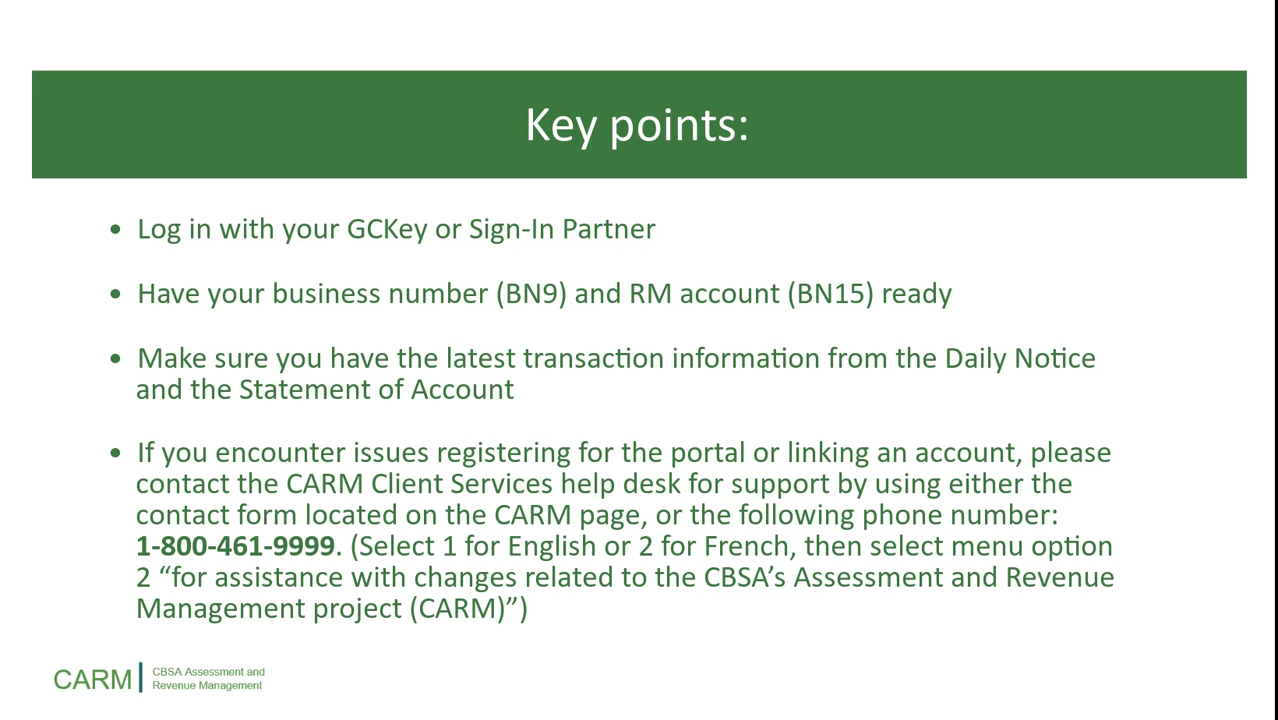 Key points:
• Log in with your GCKey or Sign-In Partner
• Have your business number (BN9) and RM account (BN15) ready
• Make sure you have the latest transaction information from the Daily Notice
and the Statement of Account
• If you encounter issues registering for the portal or linking an account, please
contact the CARM Client Services help desk for support by using either the
contact form located on the CARM page, or the following phone number:
1-800-461-9999. (Select 1 for English or 2 for French, then select menu option
2 “for assistance with changes related to the CBSA’s Assessment and Revenue
Management project (CARM)”)
CARM
CBSA Assessment and
Revenue Management